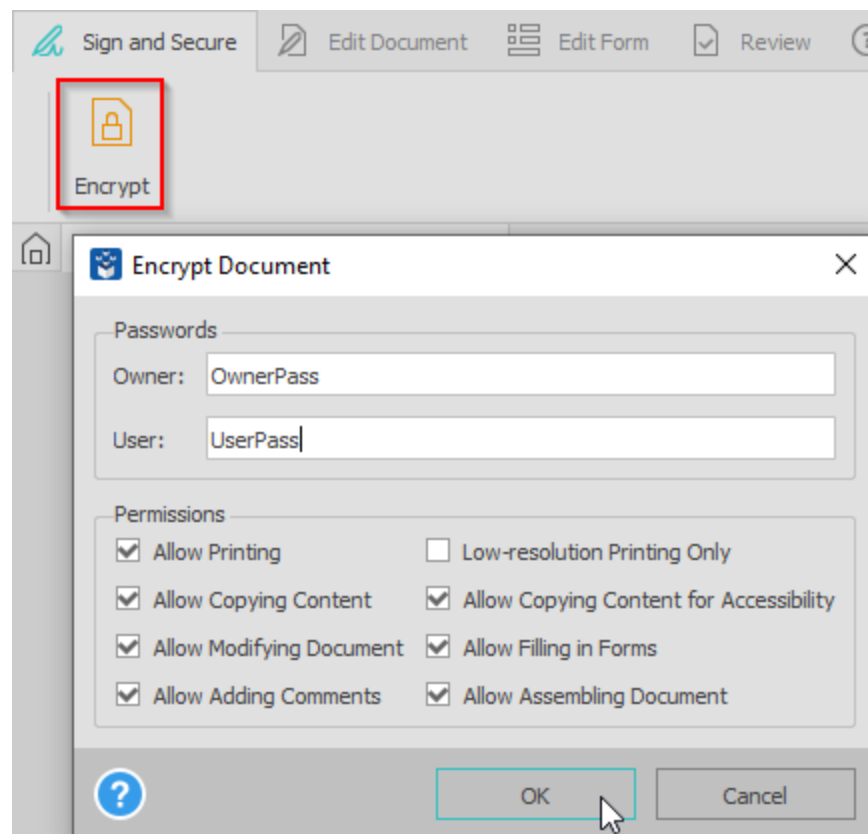 Sign and Secure Edit Document Edit Form Review
Encrypt
Encrypt Document
Passwords
Owner: OwnerPass
User: UserPass
Permissions
Allow Printing Low-resolution Printing Only
Allow Copying Content Allow Copying Content for Accessibility
Allow Modifying Document Allow Filling in Forms
Allow Adding Comments Allow Assembling Document
? OK Cancel